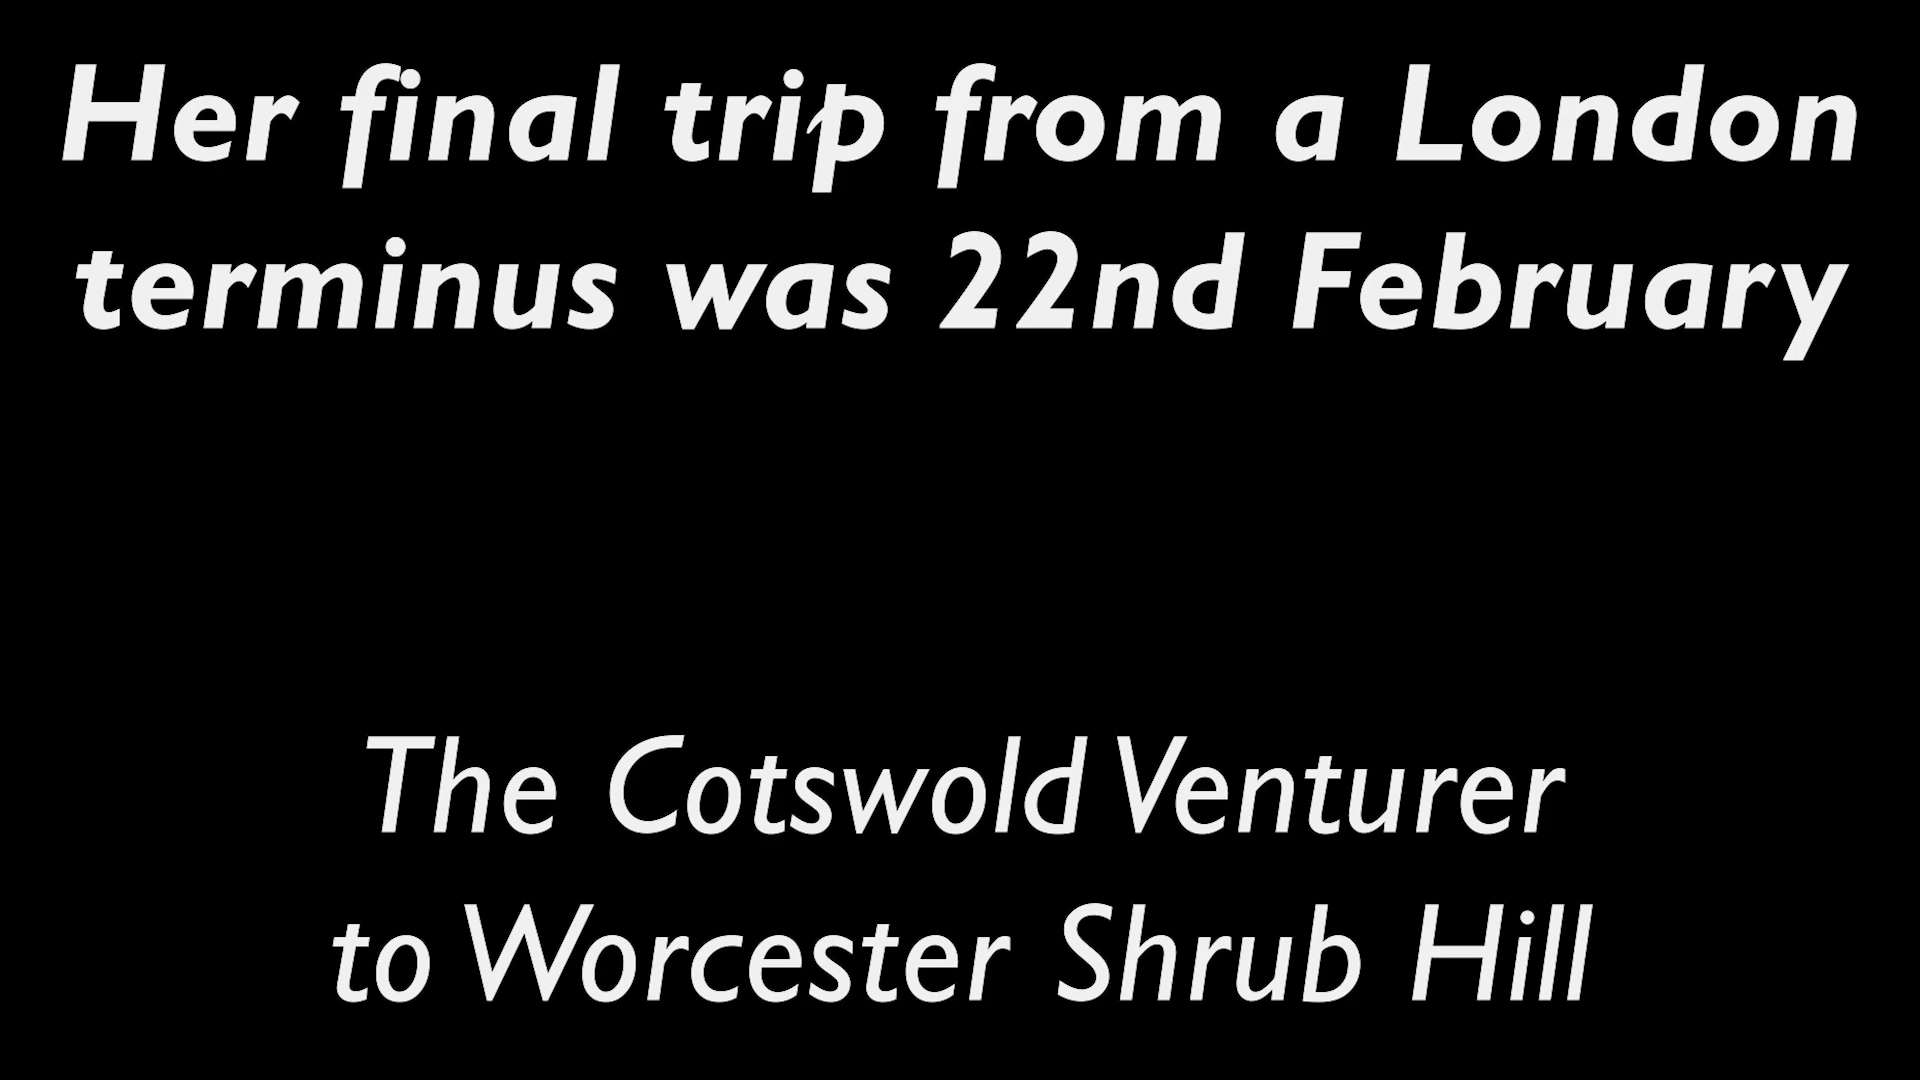 Her final trip from a London
terminus was 22nd February
The Cotswold Venturer
to Worcester Shrub Hill